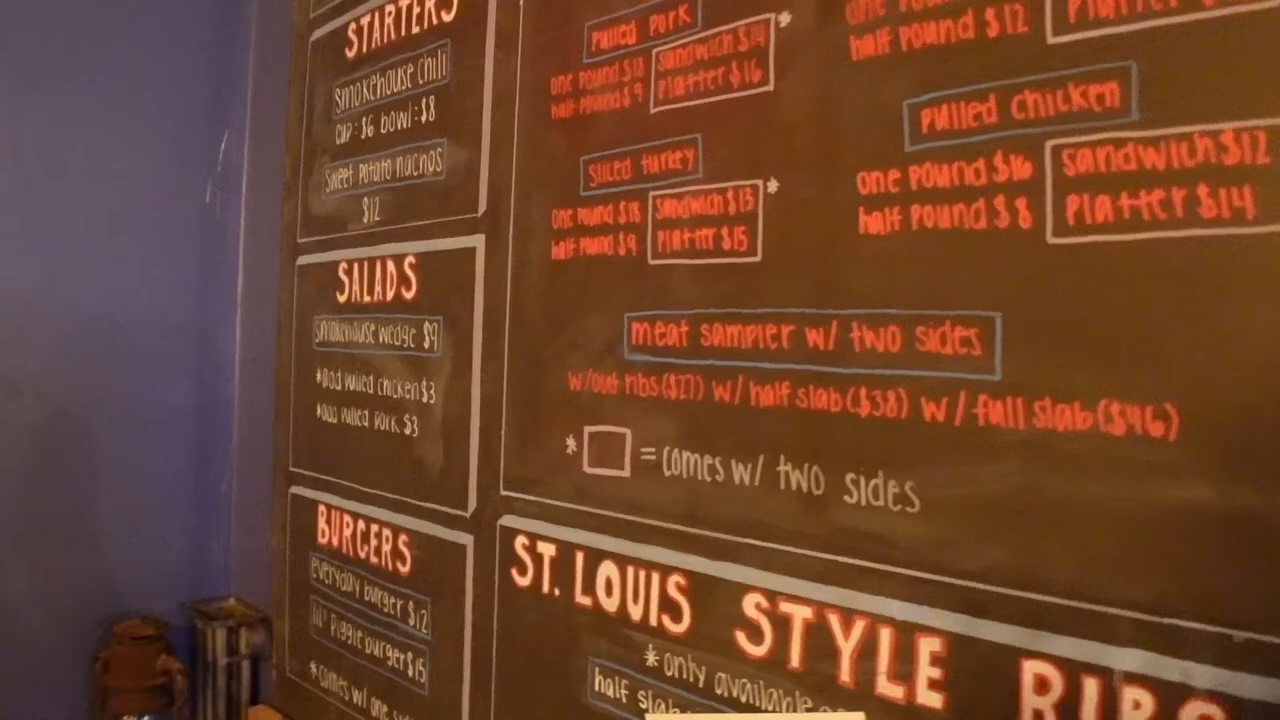 STARTERS
smokehouse chili
cup: $6 bowl: $8
sweet potato nachos
$12
SALADS
smokehouse wedge $9
*add pulled chicken $3
*add pulled pork $3
BURGERS
everyday burger $12
lil' piggie burger $15
*comes w/ one
Pulled Pork
one pound $18
half pound $9
sandwich $14
Platter $16
*
sliced turkey
one pound $18
half pound $9
sandwich $13
Platter $15
*
half pound $12
Pulled chicken
one pound $16
half pound $8
sandwich $12
Platter $14
meat sampler w/ two sides
w/out ribs ($27) w/ half slab ($38) w/ full slab ($46)
* = comes w/ two sides
ST. LOUIS STYLE RIBS
*only available
half slab